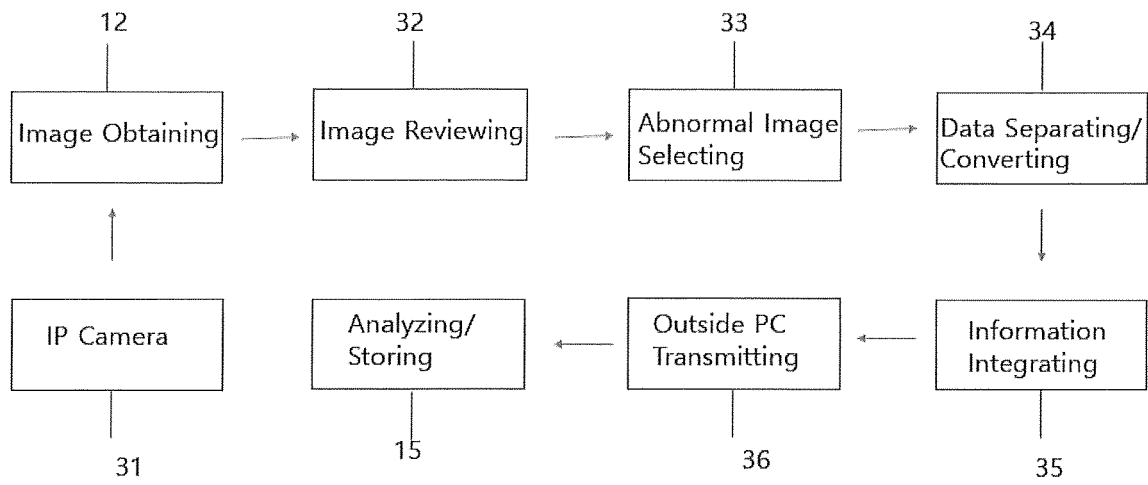 12
32
33
34
Image Obtaining
Image Reviewing
Abnormal Image
Selecting
Data Separating/
Converting
IP Camera
Analyzing/
Storing
Outside PC
Transmitting
Information
Integrating
31
15
36
35